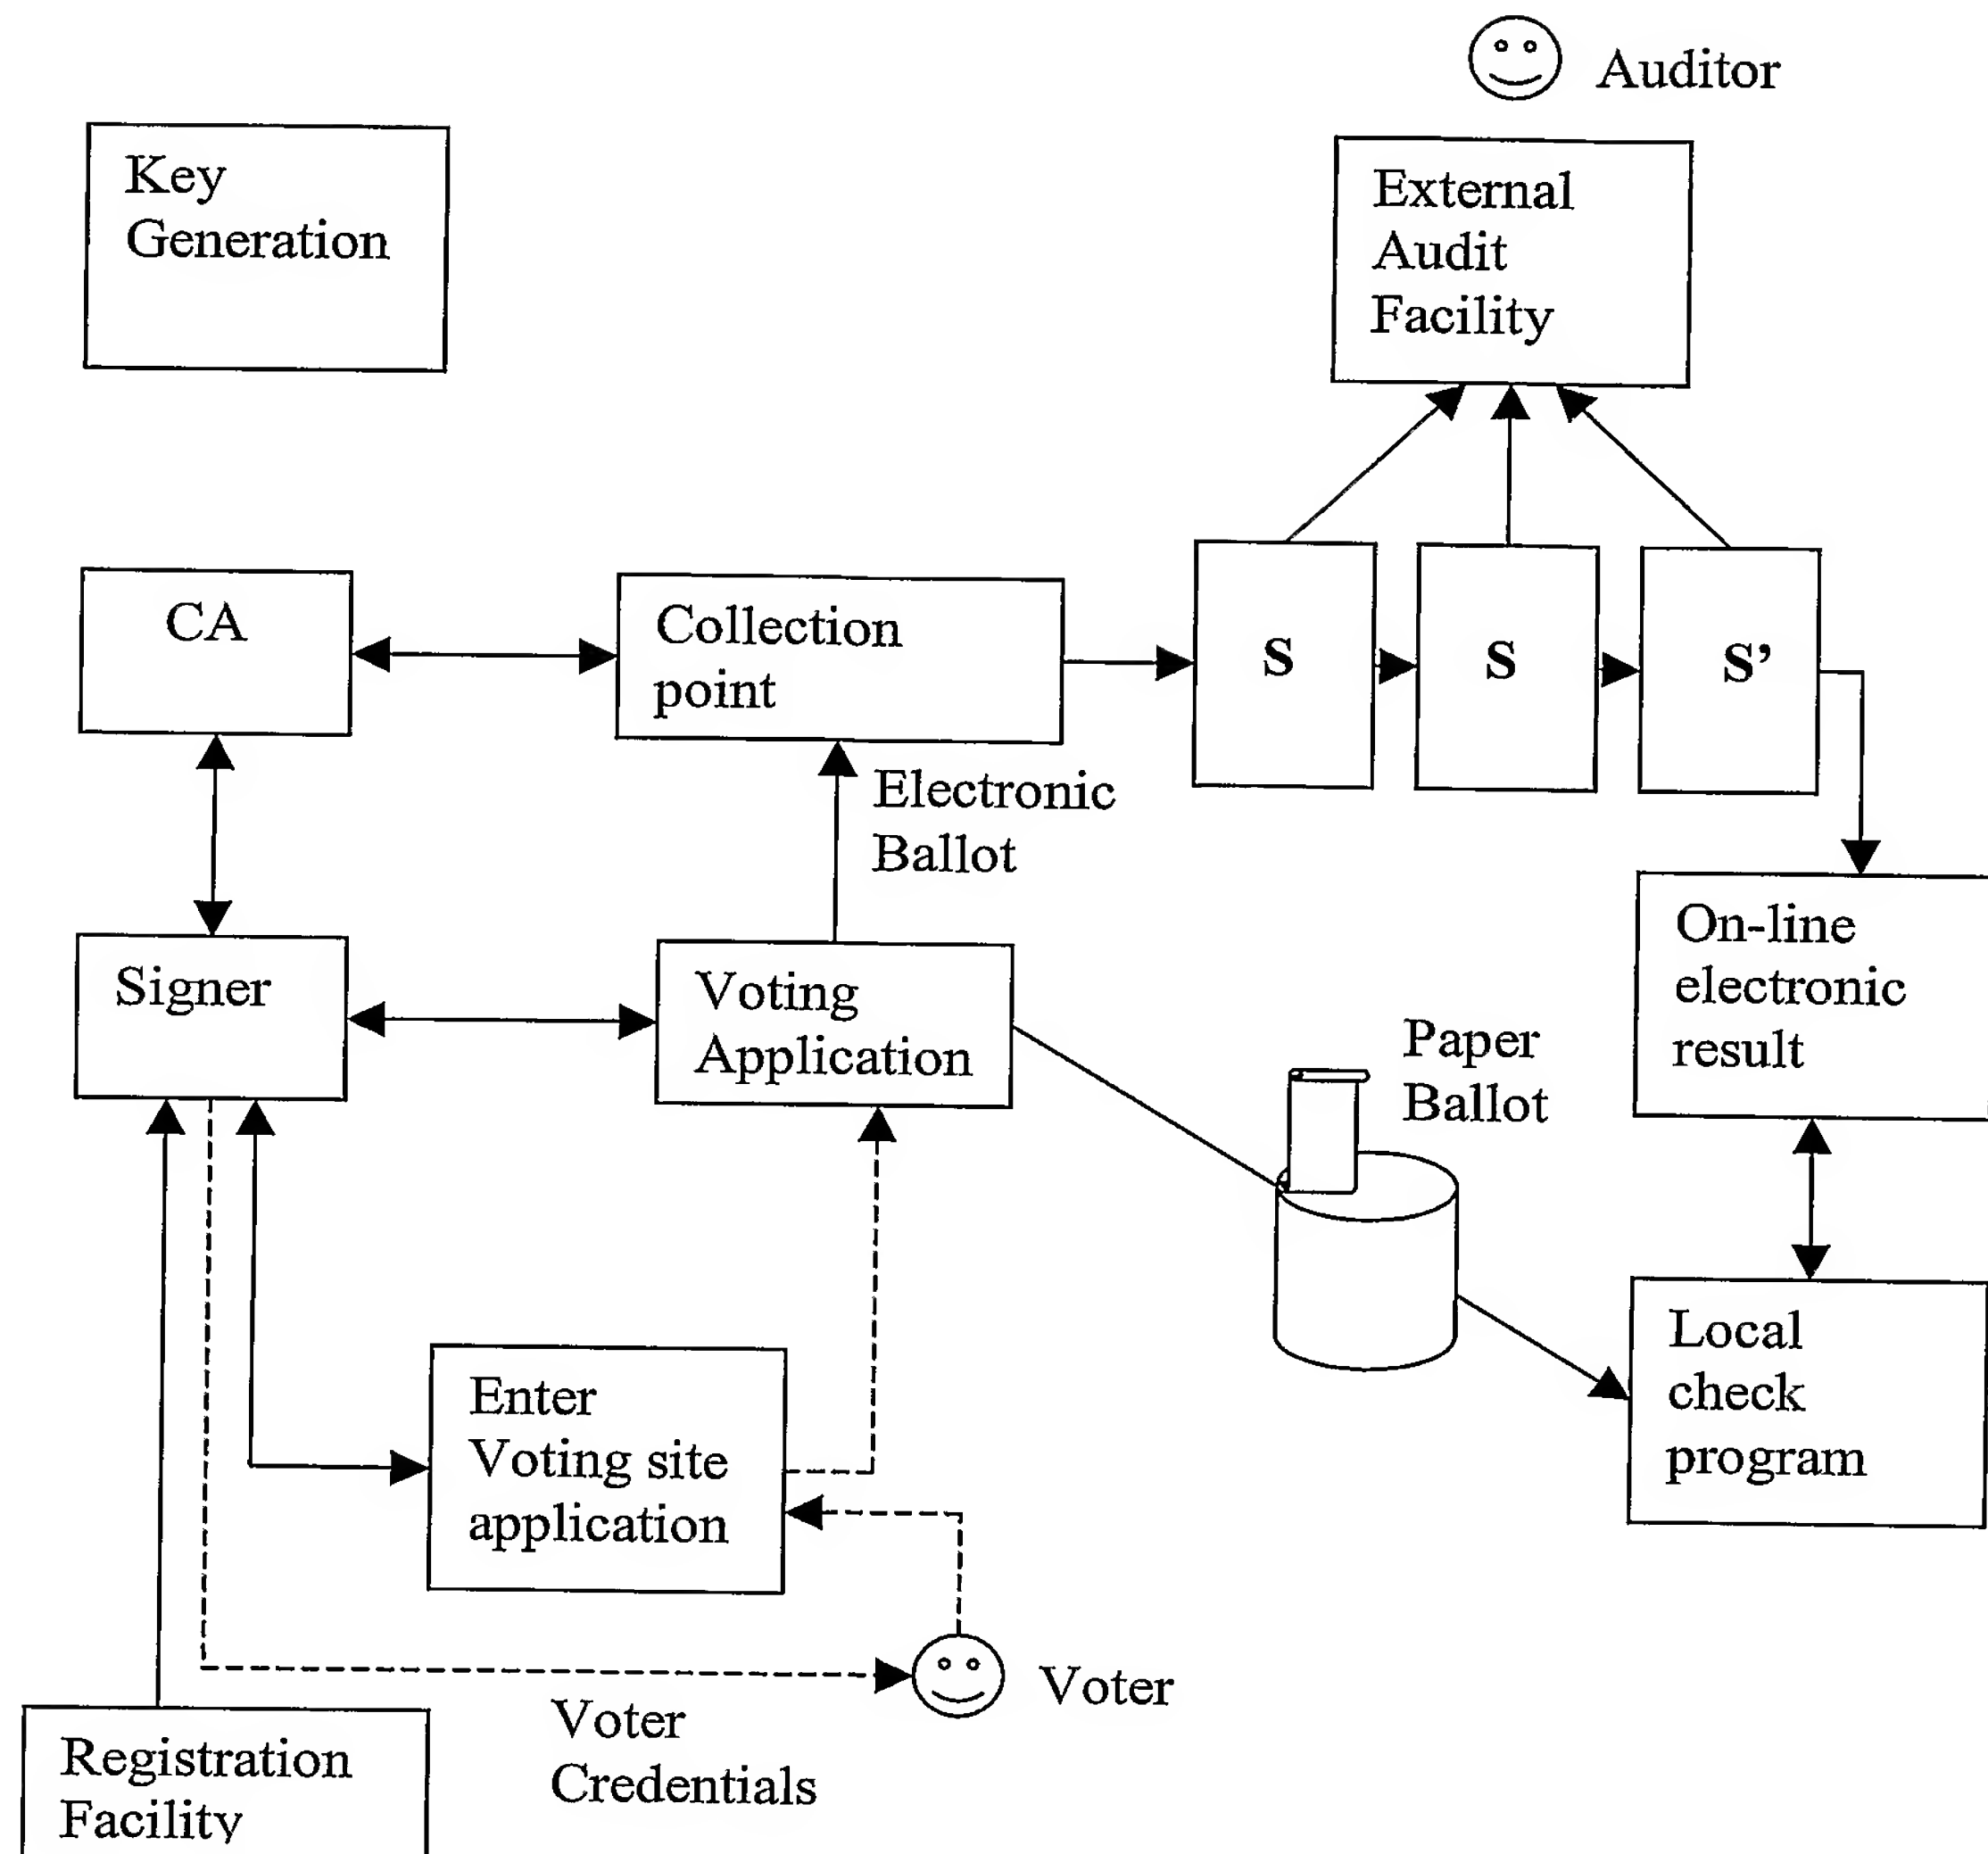 Auditor
Key
Generation
External
Audit
Facility
CA
Collection
point
S
S
S’
Electronic
Ballot
On-line
electronic
result
Signer
Voting
Application
Paper
Ballot
Enter
Voting site
application
Local
check
program
Voter
Voter
Credentials
Registration
Facility